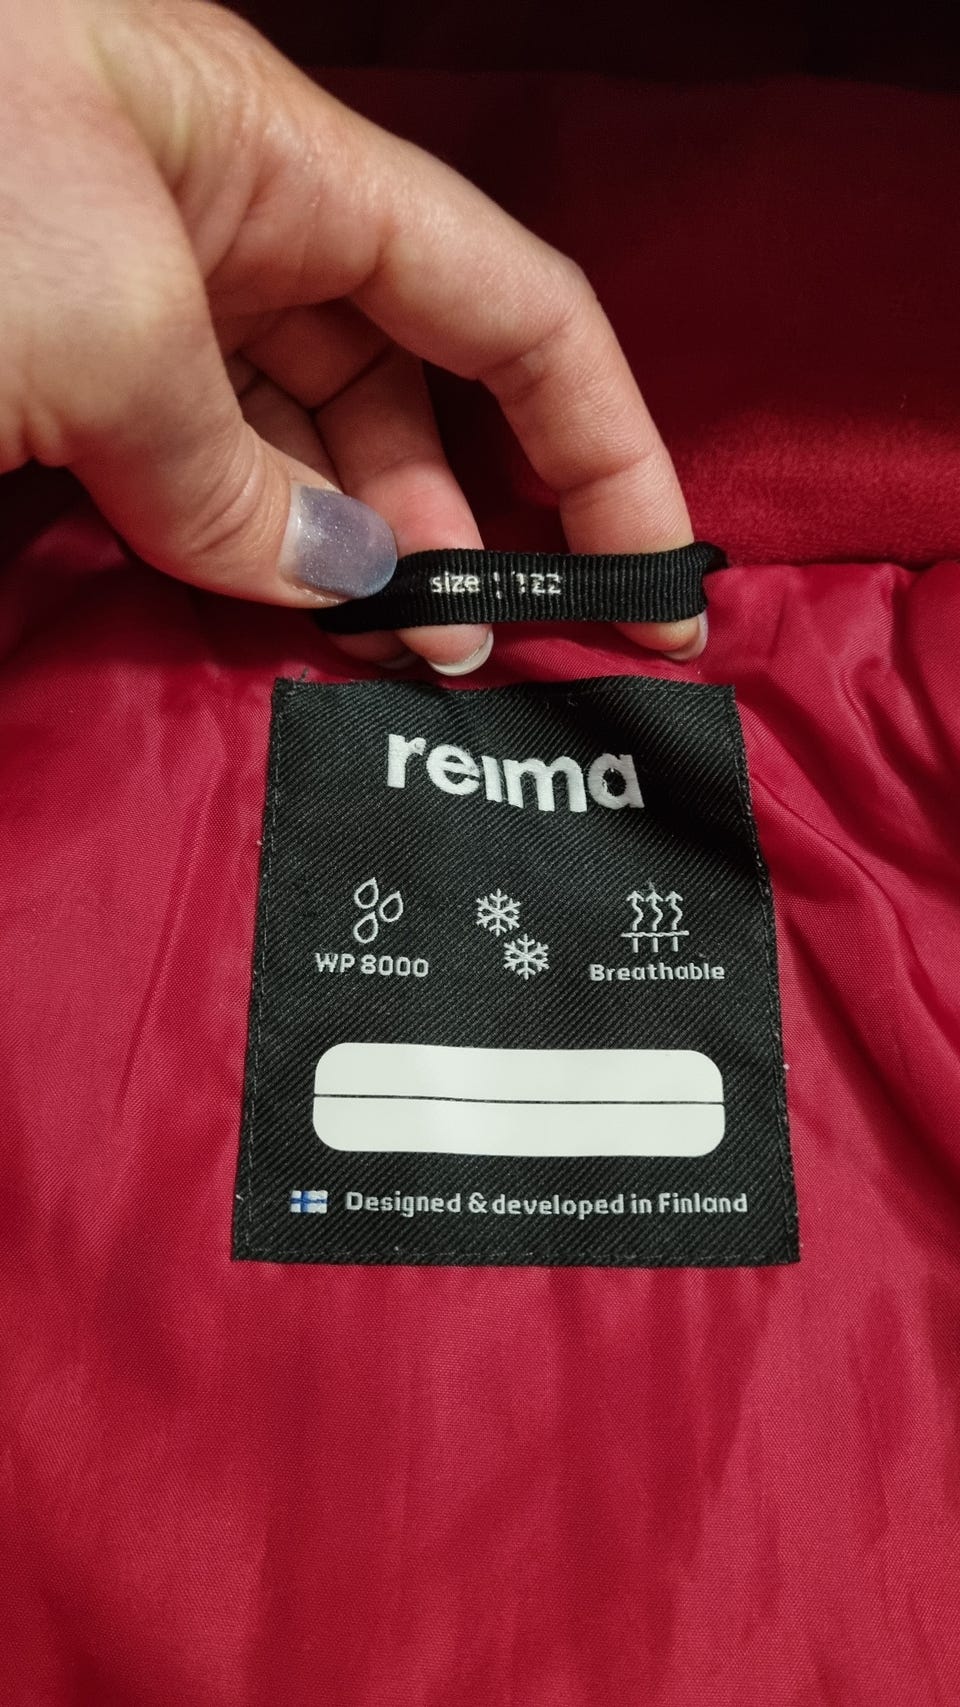 size | 122
reima
WP 8000
Breathable
Designed & developed in Finland